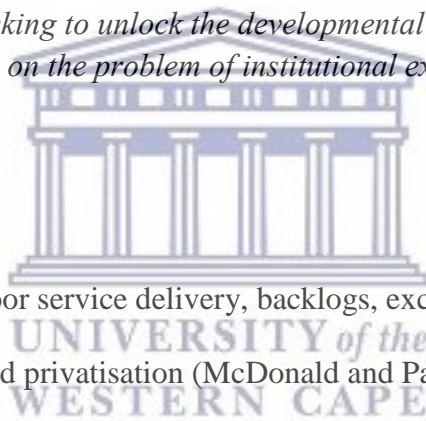 king to unlock the developmental
on the problem of institutional ex
oor service delivery, backlogs, exc
UNIVERSITY of the
d privatisation (McDonald and Pa
WESTERN CAPE